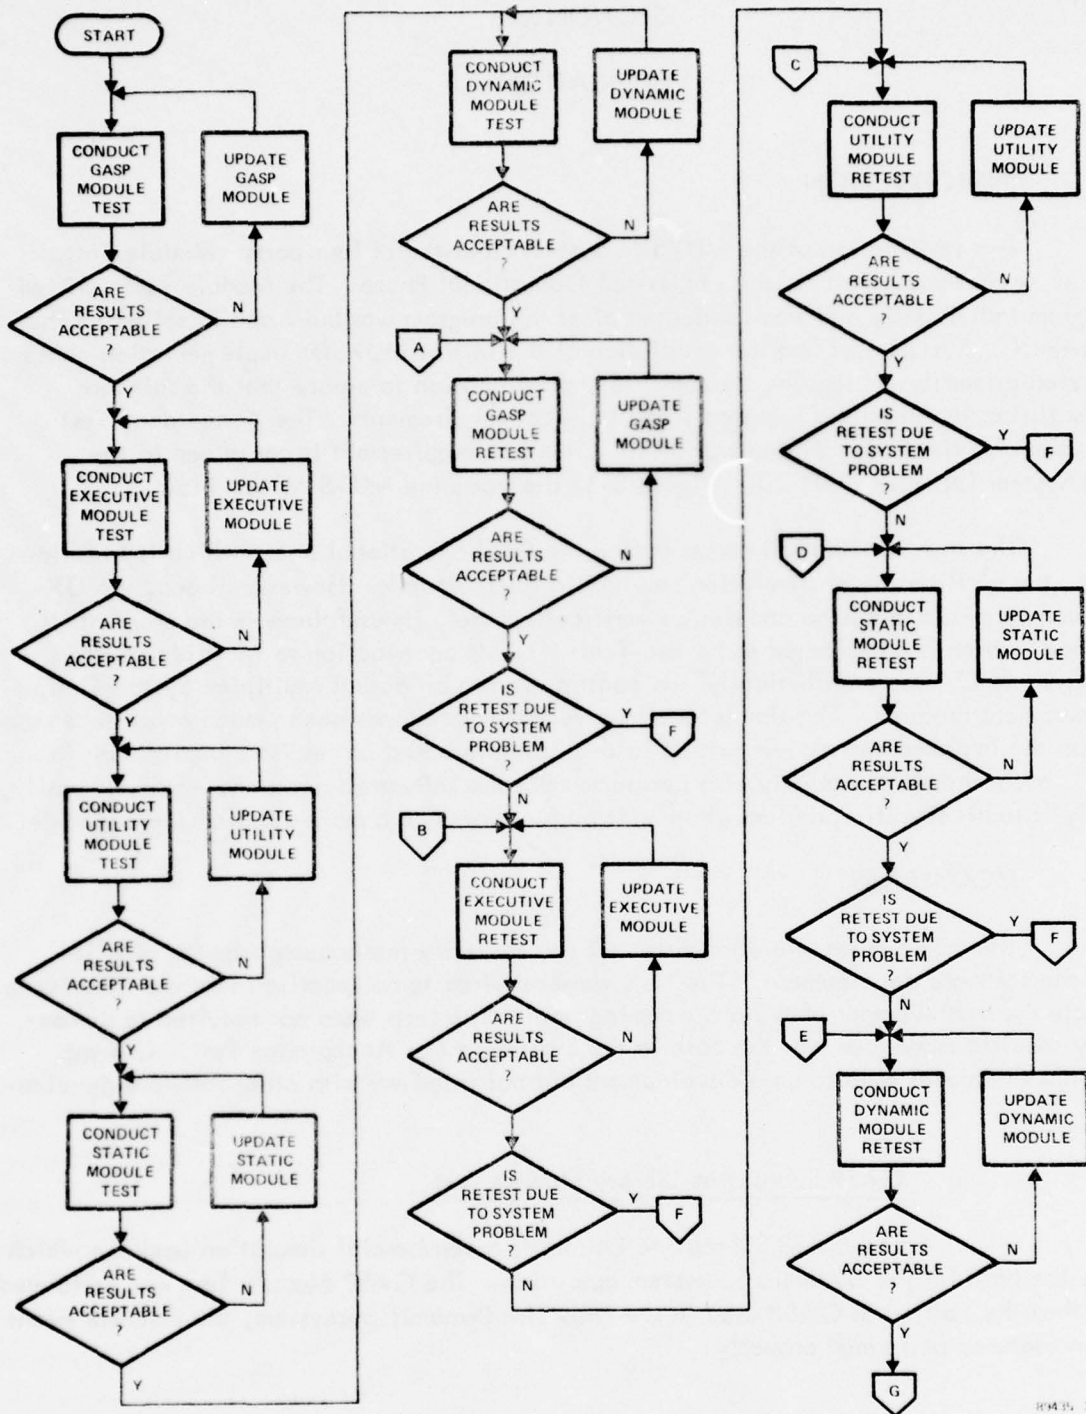 START
CONDUCT
GASP
MODULE
TEST
UPDATE
GASP
MODULE
ARE
RESULTS
ACCEPTABLE
?
N
Y
CONDUCT
EXECUTIVE
MODULE
TEST
UPDATE
EXECUTIVE
MODULE
ARE
RESULTS
ACCEPTABLE
?
N
Y
CONDUCT
UTILITY
MODULE
TEST
UPDATE
UTILITY
MODULE
ARE
RESULTS
ACCEPTABLE
?
N
Y
CONDUCT
STATIC
MODULE
TEST
UPDATE
STATIC
MODULE
ARE
RESULTS
ACCEPTABLE
?
N
Y
CONDUCT
DYNAMIC
MODULE
TEST
UPDATE
DYNAMIC
MODULE
ARE
RESULTS
ACCEPTABLE
?
N
Y
A
CONDUCT
GASP
MODULE
RETEST
UPDATE
GASP
MODULE
ARE
RESULTS
ACCEPTABLE
?
N
Y
IS
RETEST DUE
TO SYSTEM
PROBLEM
?
Y
F
N
B
CONDUCT
EXECUTIVE
MODULE
RETEST
UPDATE
EXECUTIVE
MODULE
ARE
RESULTS
ACCEPTABLE
?
N
Y
IS
RETEST DUE
TO SYSTEM
PROBLEM
?
Y
F
N
C
CONDUCT
UTILITY
MODULE
RETEST
UPDATE
UTILITY
MODULE
ARE
RESULTS
ACCEPTABLE
?
N
Y
IS
RETEST DUE
TO SYSTEM
PROBLEM
?
Y
F
N
D
CONDUCT
STATIC
MODULE
RETEST
UPDATE
STATIC
MODULE
ARE
RESULTS
ACCEPTABLE
?
N
Y
IS
RETEST DUE
TO SYSTEM
PROBLEM
?
Y
F
N
E
CONDUCT
DYNAMIC
MODULE
RETEST
UPDATE
DYNAMIC
MODULE
ARE
RESULTS
ACCEPTABLE
?
N
Y
G
89435